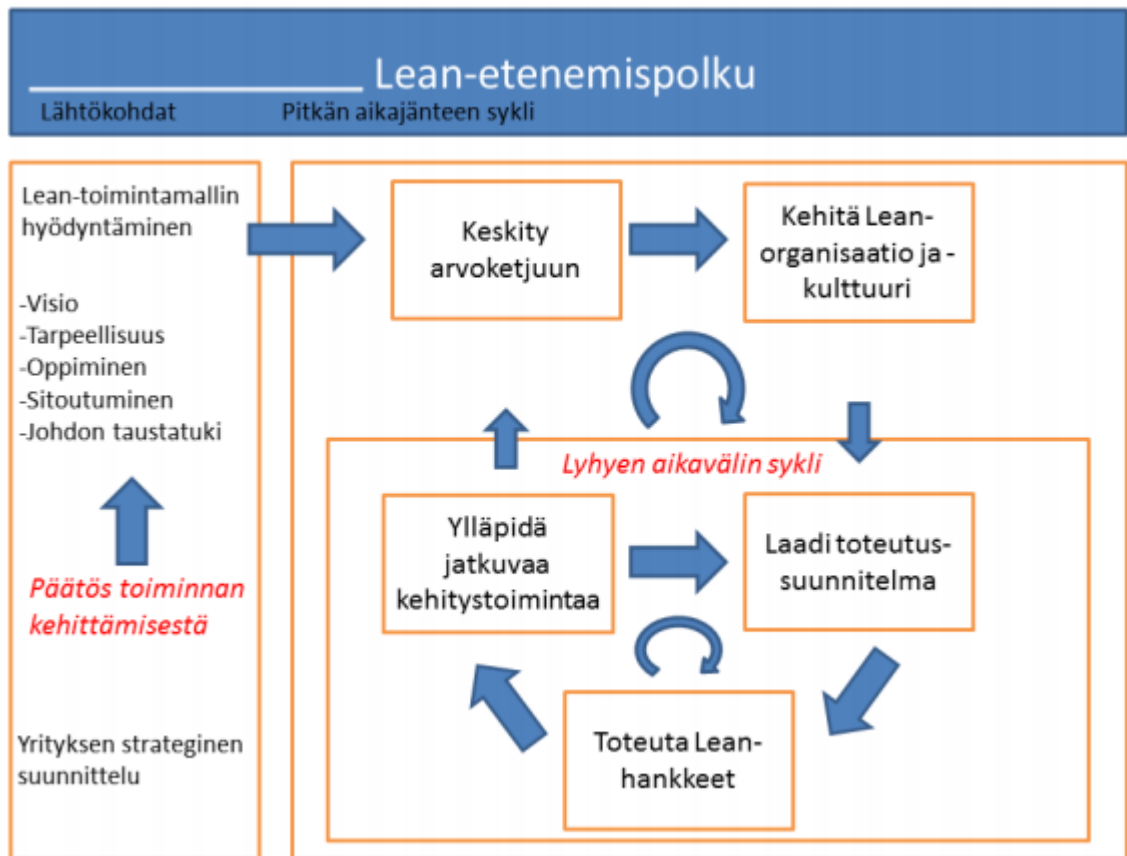 Lean-etenemispolku
Lähtökohdat
Pitkän aikajänteen sykli
Lean-toimintamallin
hyödyntäminen
-Visio
-Tarpeellisuus
-Oppiminen
-Sitoutuminen
-Johdon taustatuki
Päätös toiminnan
kehittämisestä
Yrityksen strateginen
suunnittelu
Keskity
arvoketjuun
Kehitä Lean-
organisaatio ja -
kulttuuri
Lyhyen aikavälin sykli
Ylläpidä
jatkuvaa
kehitystoimintaa
Laadi toteutus-
suunnitelma
Toteuta Lean-
hankkeet